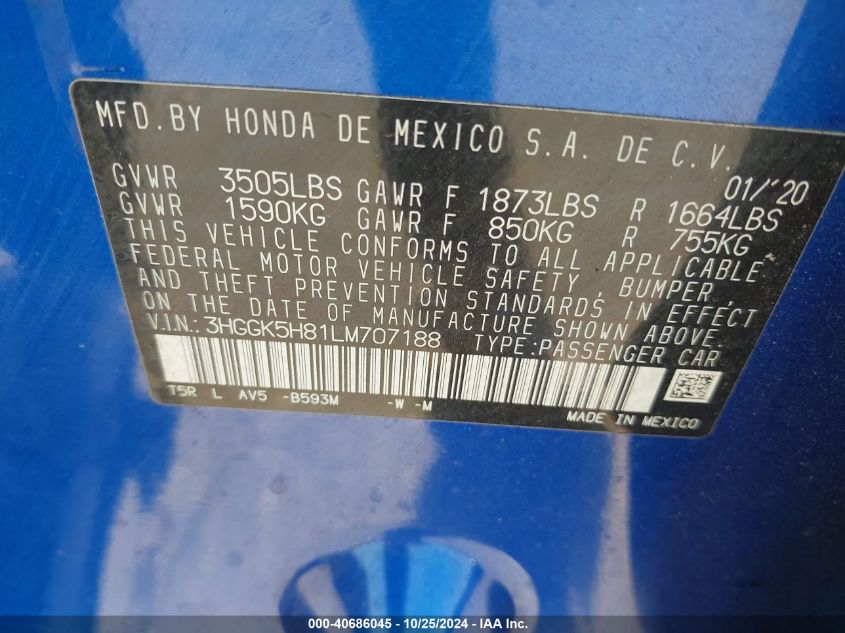 MFD.BY HONDA DE MEXICO S.A. DE C.V.
01/'20
GVWR 3505LBS GAWR F 1873LBS R 1664LBS
GVWR 1590KG GAWR F 850KG R 755KG
THIS VEHICLE CONFORMS TO ALL APPLICABLE
FEDERAL MOTOR VEHICLE SAFETY, BUMPER,
AND THEFT PREVENTION STANDARDS IN EFFECT
ON THE DATE OF MANUFACTURE SHOWN ABOVE.
V.I.N.: 3HGGK5H81LM707188 TYPE:PASSENGER CAR
T5R L AV5 -B593M -W -M
MADE IN MEXICO
000-40686045 - 10/25/2024 - © IAA, Inc.